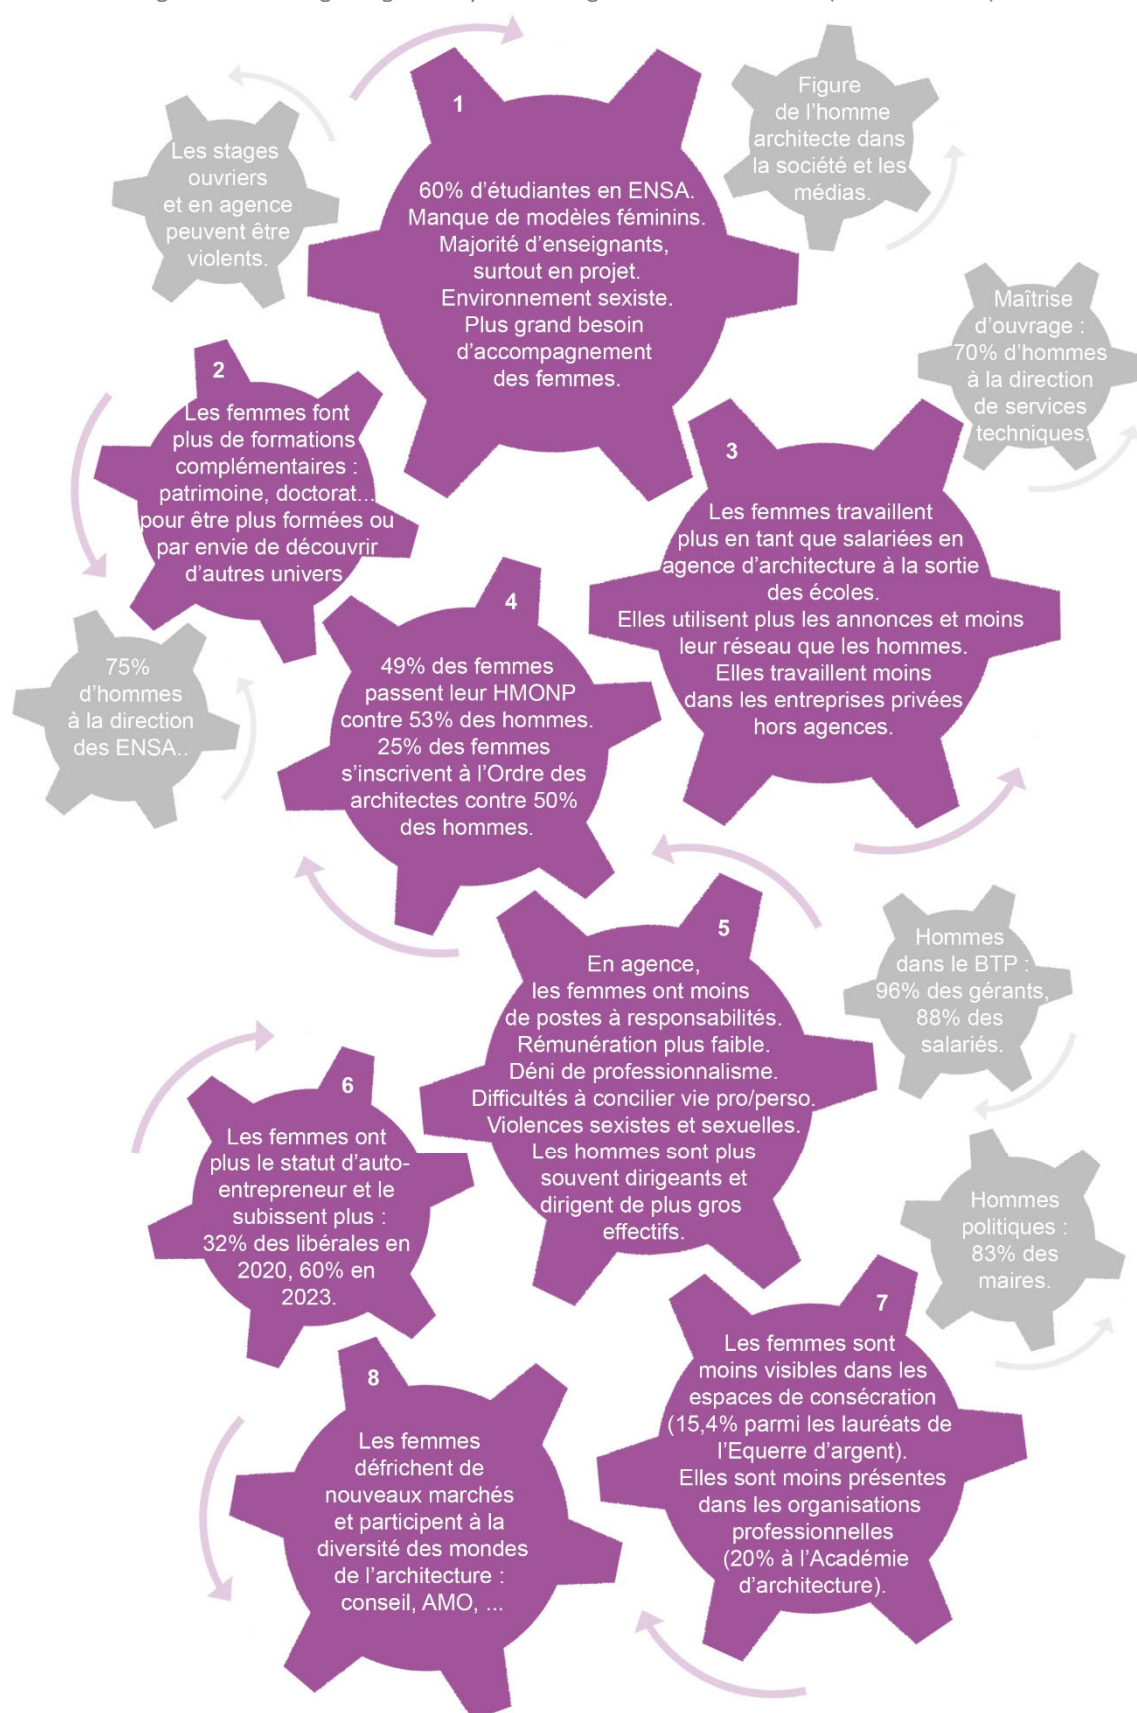 1
60% d'étudiantes en ENSA.
Manque de modèles féminins.
Majorité d'enseignants,
surtout en projet.
Environnement sexiste.
Plus grand besoin
d'accompagnement
des femmes.
Les stages
ouvriers
et en agence
peuvent être
violents.
Figure
de l'homme
architecte dans
la société et les
médias.
Maîtrise
d'ouvrage :
70% d'hommes
à la direction
de services
techniques.
2
Les femmes font
plus de formations
complémentaires :
patrimoine, doctorat...
pour être plus formées ou
par envie de découvrir
d'autres univers.
3
Les femmes travaillent
plus en tant que salariées en
agence d'architecture à la sortie
des écoles.
Elles utilisent plus les annonces et moins
leur réseau que les hommes.
Elles travaillent moins
dans les entreprises privées
hors agences.
75%
d'hommes
à la direction
des ENSA..
4
49% des femmes
passent leur HMONP
contre 53% des hommes.
25% des femmes
s'inscrivent à l'Ordre des
architectes contre 50%
des hommes.
5
En agence,
les femmes ont moins
de postes à responsabilités.
Rémunération plus faible.
Déni de professionnalisme.
Difficultés à concilier vie pro/perso.
Violences sexistes et sexuelles.
Les hommes sont plus
souvent dirigeants et
dirigent de plus gros
effectifs.
Hommes
dans le BTP :
96% des gérants,
88% des
salariés.
6
Les femmes ont
plus le statut d'auto-
entrepreneur et le
subissent plus :
32% des libérales en
2020, 60% en
2023.
Hommes
politiques :
83% des
maires.
7
Les femmes sont
moins visibles dans les
espaces de consécration
(15,4% parmi les lauréats de
l'Equerre d'argent).
Elles sont moins présentes
dans les organisations
professionnelles
(20% à l'Académie
d'architecture).
8
Les femmes
défrichent de
nouveaux marchés
et participent à la
diversité des mondes
de l'architecture :
conseil, AMO, ...